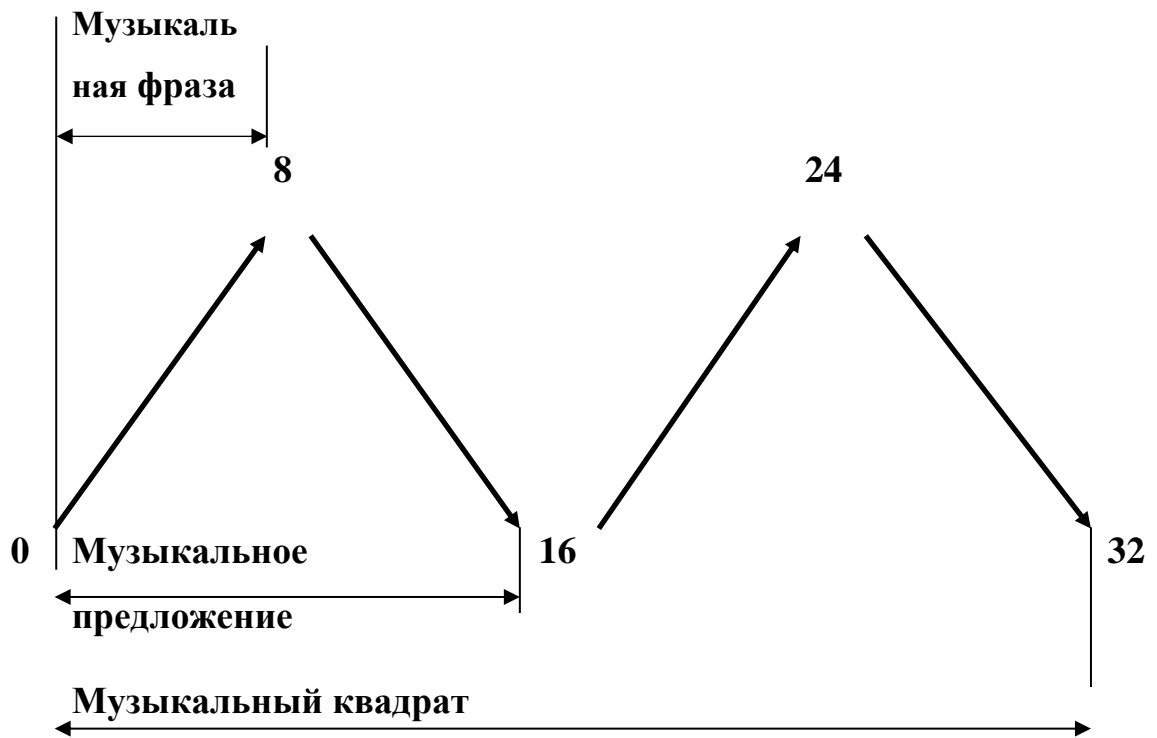 Музыкаль
ная фраза
8
24
0
Музыкальное
16
32
предложение
Музыкальный квадрат